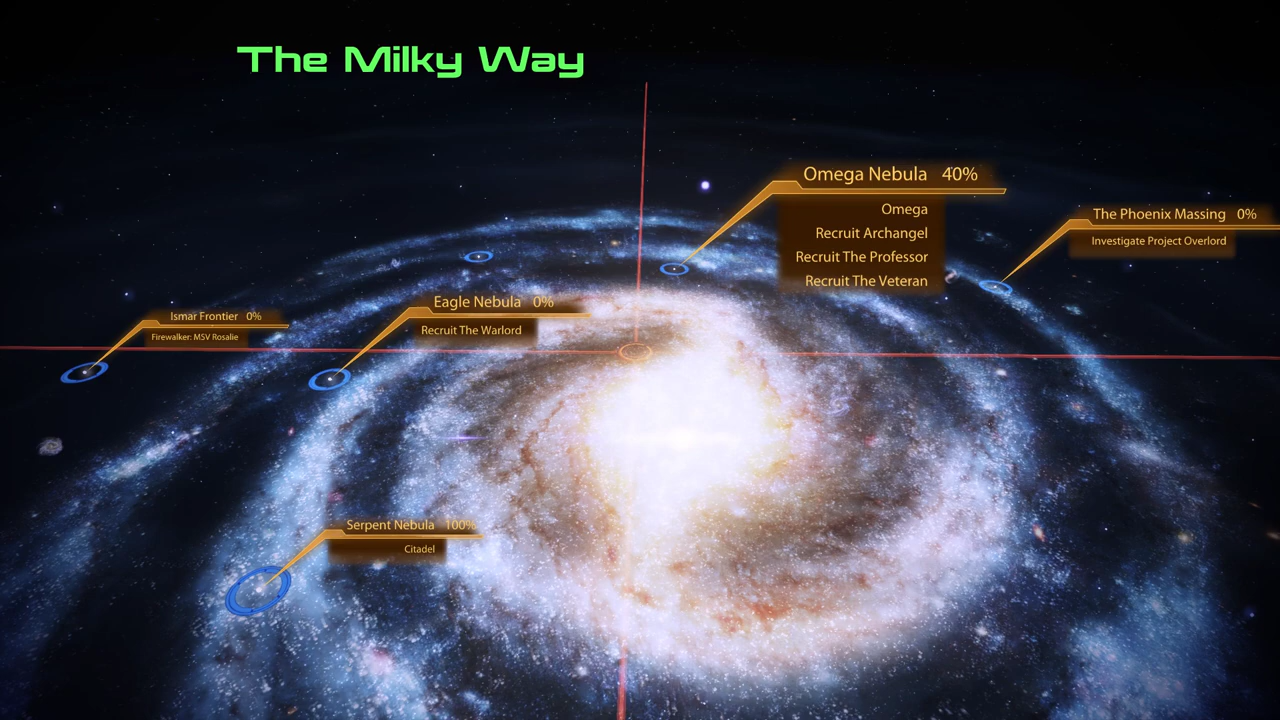 The Milky Way
Omega Nebula 40%
Omega
Recruit Archangel
Recruit The Professor
Recruit The Veteran
The Phoenix Massing 0%
Investigate Project Overlord
Ismar Frontier 0%
Firewalker: MSV Rosalie
Eagle Nebula 0%
Recruit The Warlord
Serpent Nebula 100%
Citadel